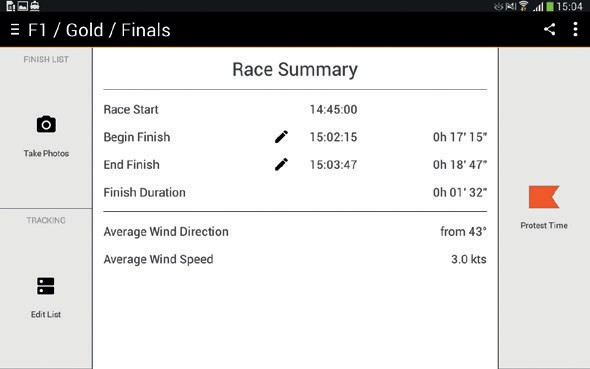 15:04
F1 / Gold / Finals
FINISH LIST
Take Photos
TRACKING
Edit List
Race Summary
Race Start 14:45:00
Begin Finish 15:02:15 0h 17' 15"
End Finish 15:03:47 0h 18' 47"
Finish Duration 0h 01' 32"
Average Wind Direction from 43°
Average Wind Speed 3.0 kts
Protest Time